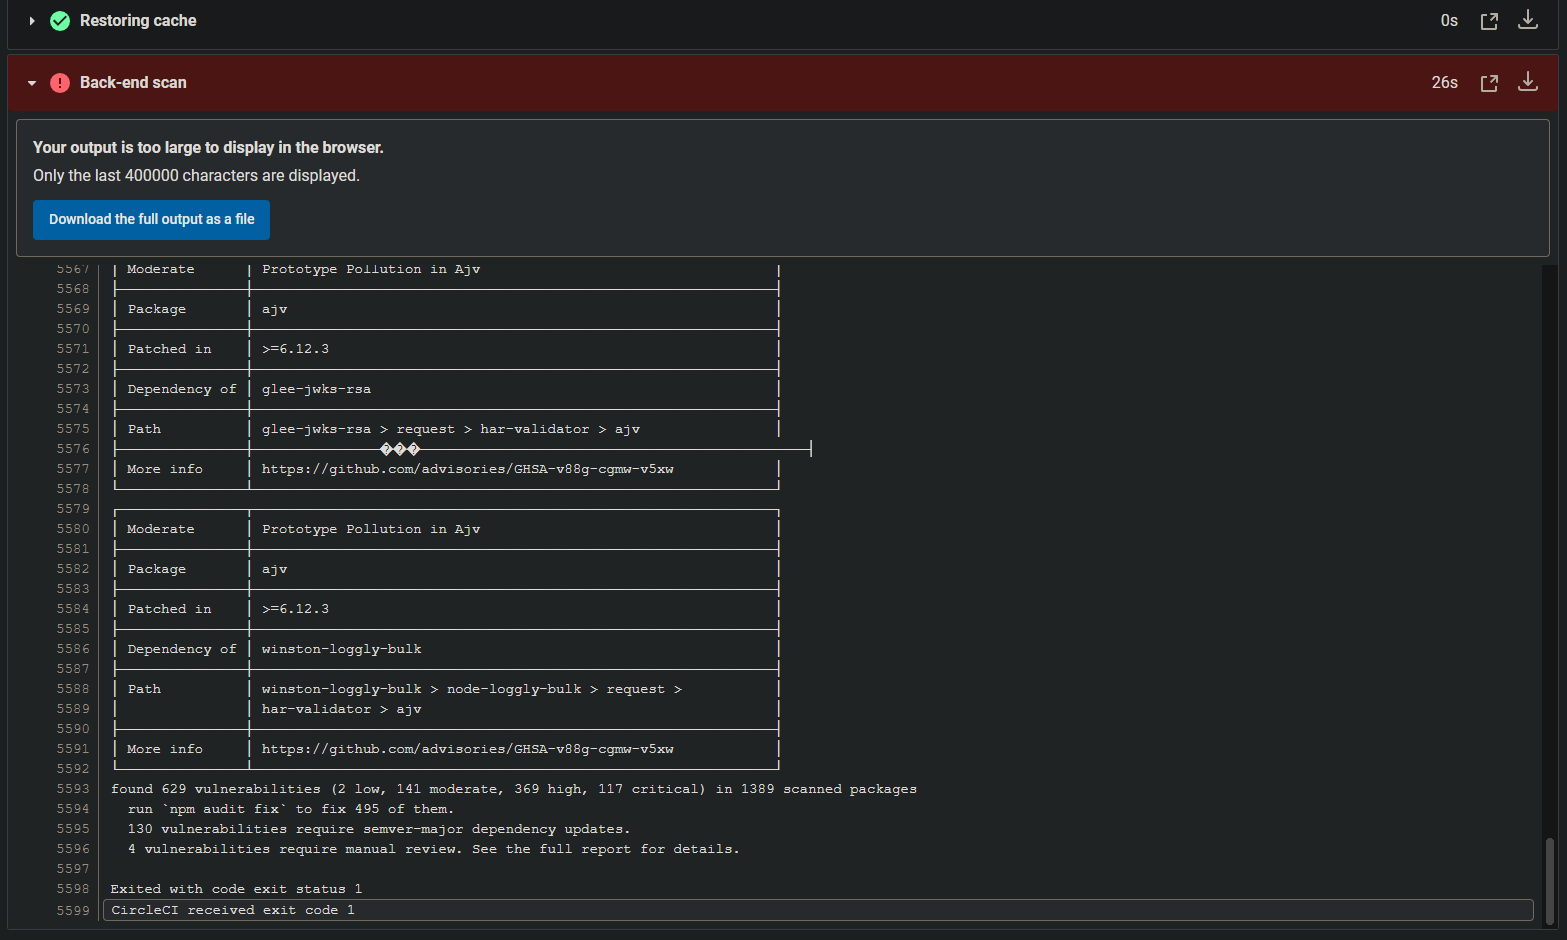 Restoring cache 0s
Back-end scan 26s
Your output is too large to display in the browser.
Only the last 400000 characters are displayed.
Download the full output as a file
5567 Moderate Prototype Pollution in Ajv
5568
5569 Package ajv
5570
5571 Patched in >=6.12.3
5572
5573 Dependency of glee-jwks-rsa
5574
5575 Path glee-jwks-rsa > request > har-validator > ajv
5576 ���
5577 More info https://github.com/advisories/GHSA-v88g-cgmw-v5xw
5578
5579
5580 Moderate Prototype Pollution in Ajv
5581
5582 Package ajv
5583
5584 Patched in >=6.12.3
5585
5586 Dependency of winston-loggly-bulk
5587
5588 Path winston-loggly-bulk > node-loggly-bulk > request >
5589 har-validator > ajv
5590
5591 More info https://github.com/advisories/GHSA-v88g-cgmw-v5xw
5592
5593 found 629 vulnerabilities (2 low, 141 moderate, 369 high, 117 critical) in 1389 scanned packages
5594 run `npm audit fix` to fix 495 of them.
5595 130 vulnerabilities require semver-major dependency updates.
5596 4 vulnerabilities require manual review. See the full report for details.
5597
5598 Exited with code exit status 1
5599 CircleCI received exit code 1